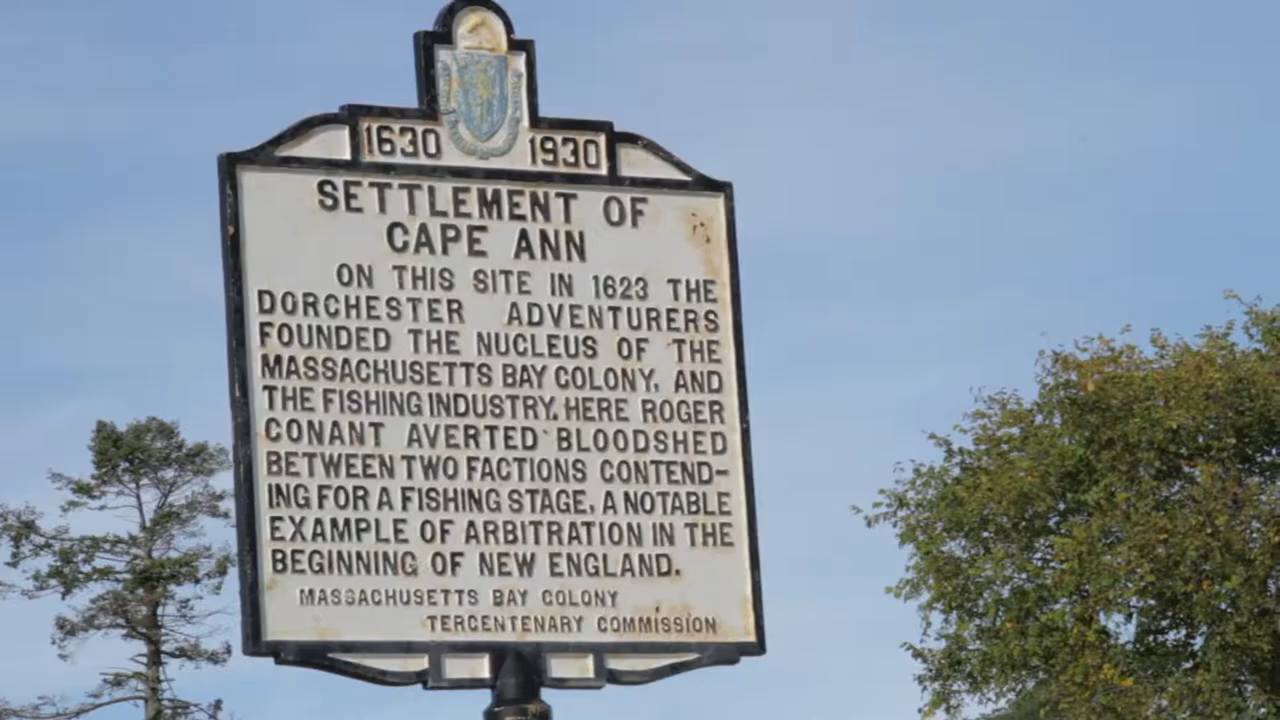 1630 1930
SETTLEMENT OF
CAPE ANN
ON THIS SITE IN 1623 THE
DORCHESTER ADVENTURERS
FOUNDED THE NUCLEUS OF THE
MASSACHUSETTS BAY COLONY, AND
THE FISHING INDUSTRY. HERE ROGER
CONANT AVERTED BLOODSHED
BETWEEN TWO FACTIONS CONTEND-
ING FOR A FISHING STAGE, A NOTABLE
EXAMPLE OF ARBITRATION IN THE
BEGINNING OF NEW ENGLAND.
MASSACHUSETTS BAY COLONY
TERCENTENARY COMMISSION